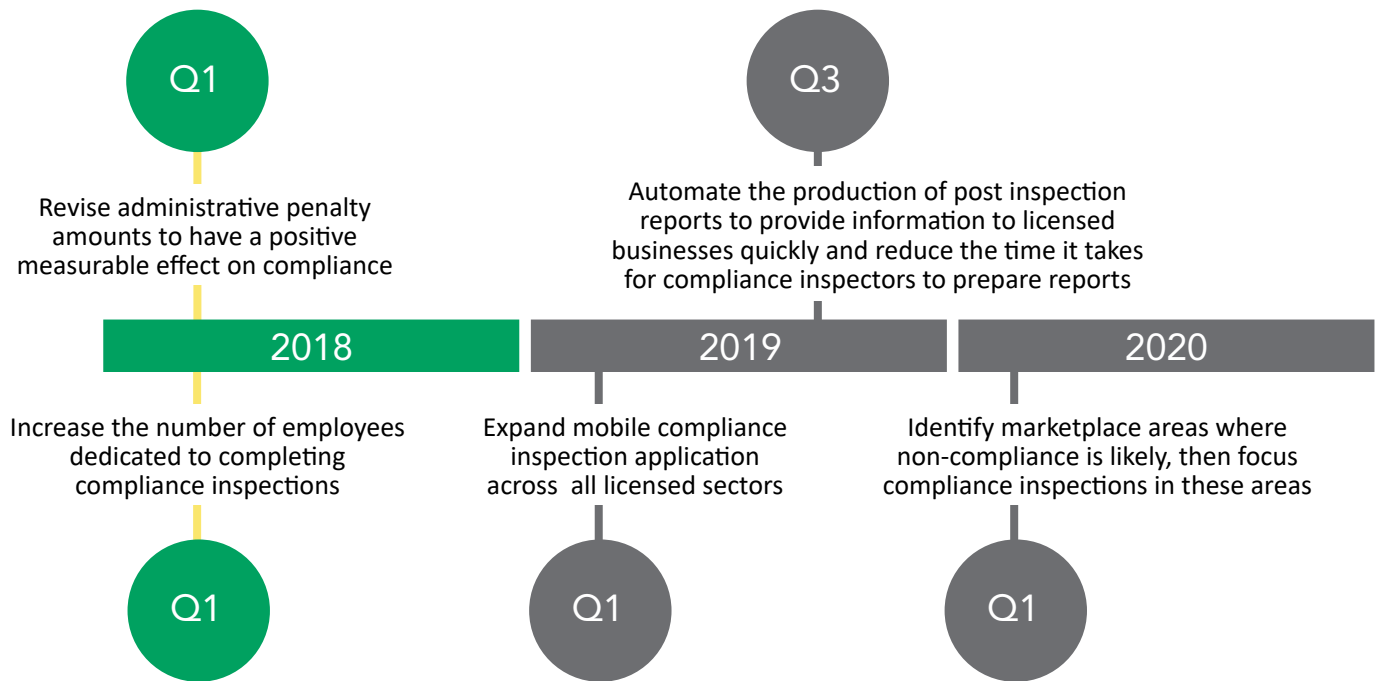 Q1
Revise administrative penalty
amounts to have a positive
measurable effect on compliance
Q3
Automate the production of post inspection
reports to provide information to licensed
businesses quickly and reduce the time it takes
for compliance inspectors to prepare reports
2018
2019
2020
Increase the number of employees
dedicated to completing
compliance inspections
Q1
Expand mobile compliance
inspection application
across  all licensed sectors
Q1
Identify marketplace areas where
non-compliance is likely, then focus
compliance inspections in these areas
Q1